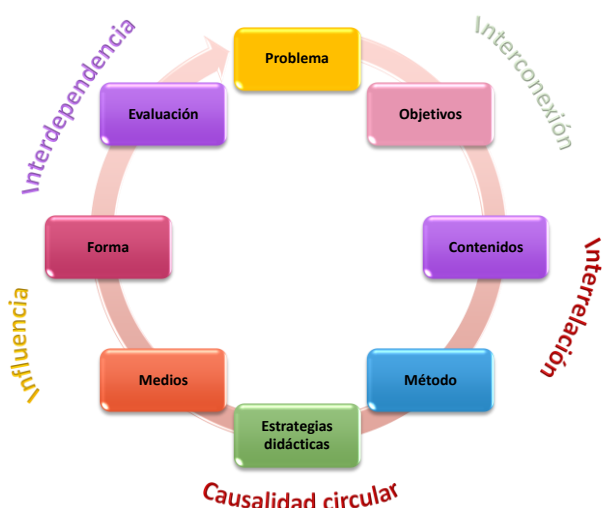 Problema
Objetivos
Contenidos
Método
Estrategias
didácticas
Medios
Forma
Evaluación
Interconexión
Interrelación
Causalidad circular
Influencia
Interdependencia